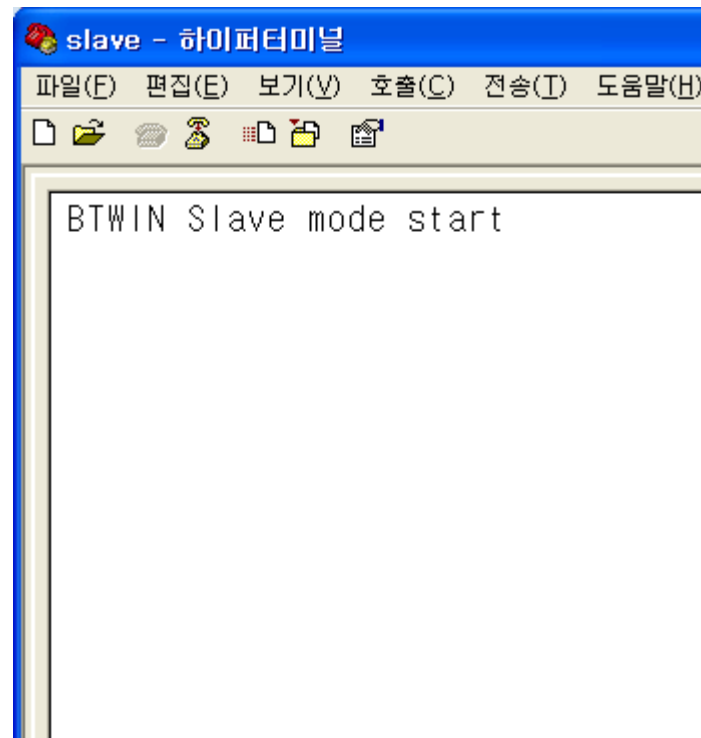 slave - 하이퍼터미널
파일(F) 편집(E) 보기(V) 호출(C) 전송(T) 도움말(H)
BTWIN Slave mode start